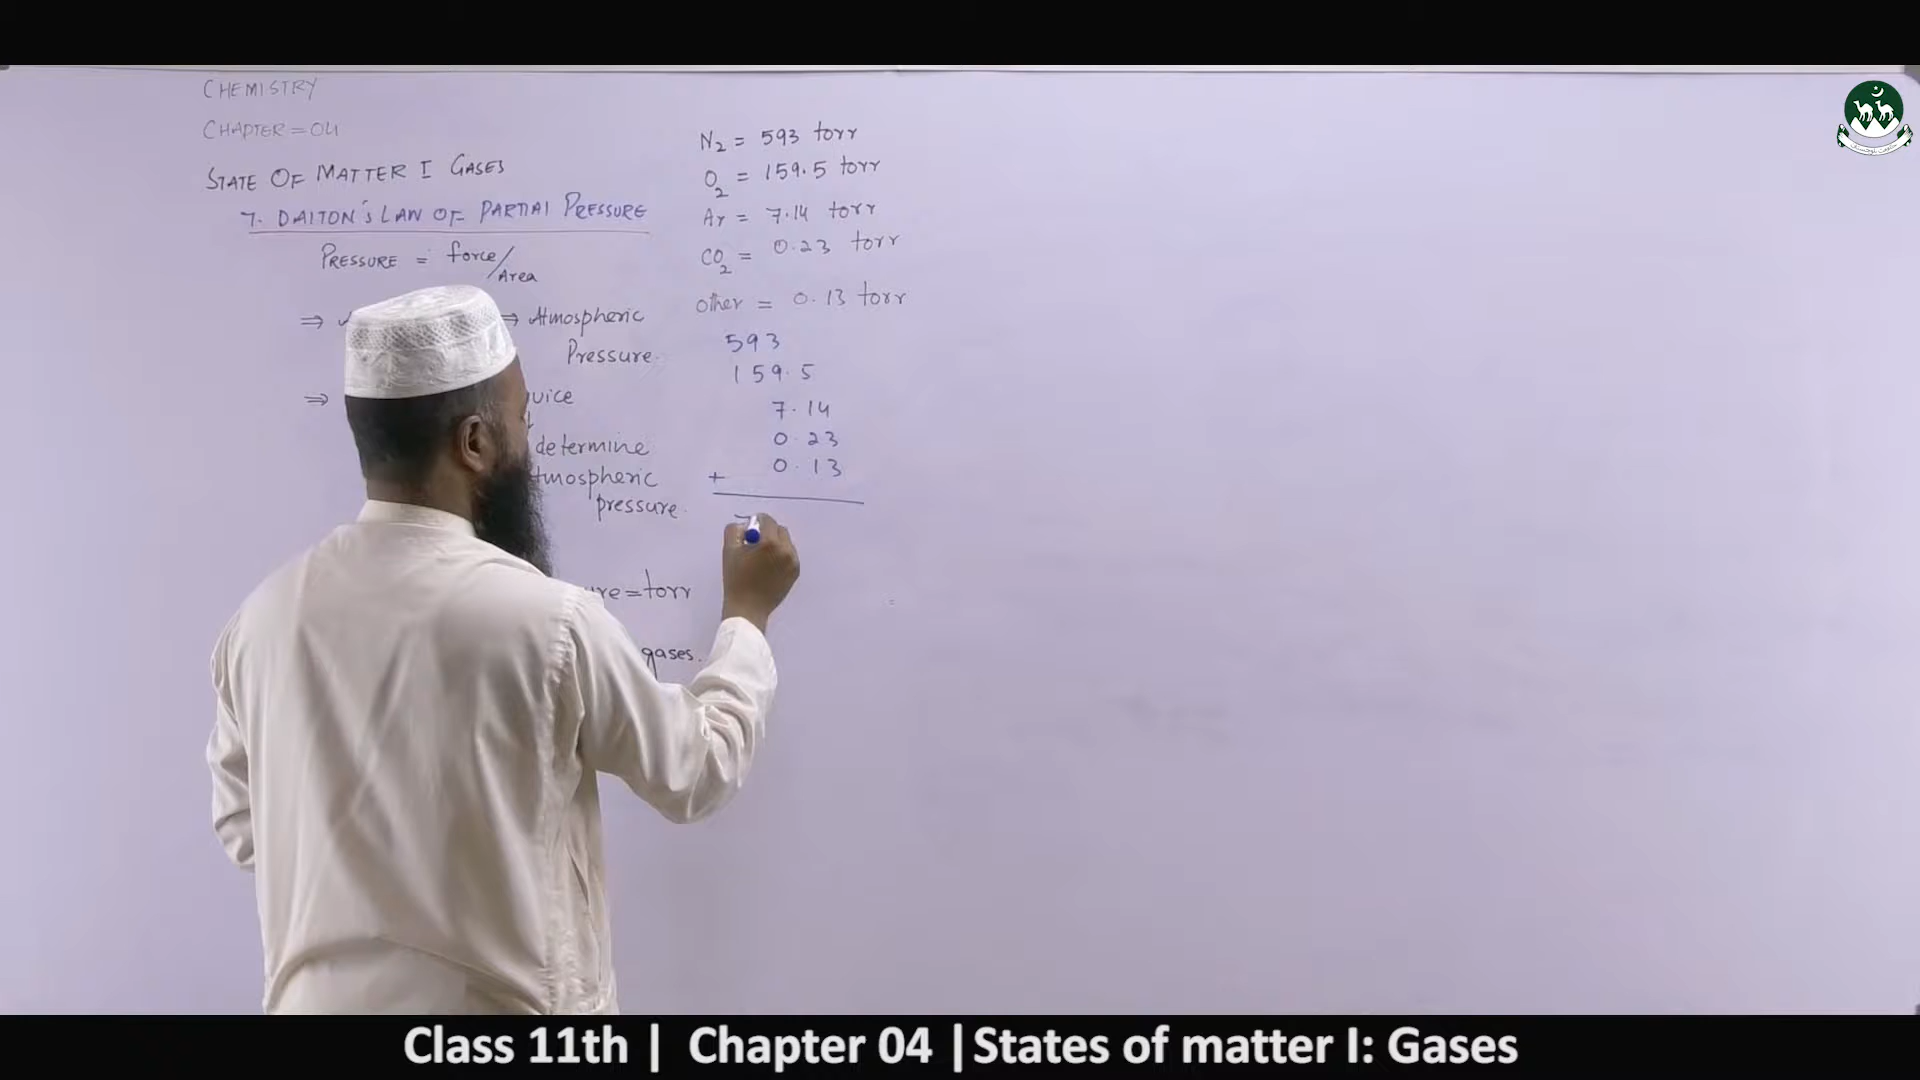 CHEMISTRY
CHAPTER = 04
STATE OF MATTER I GASES
7. DALTON'S LAW OF PARTIAL PRESSURE
PRESSURE = force/
Area
⇒ ⇒ Atmospheric
Pressure.
⇒
determine
pressure.
= torr
gases.
N2 = 593 torr
O2 = 159.5 torr
Ar = 7.14 torr
CO2 = 0.23 torr
other = 0.13 torr
593
159.5
7.14
0.23
0.13
+
Class 11th | Chapter 04 | States of matter I: Gases